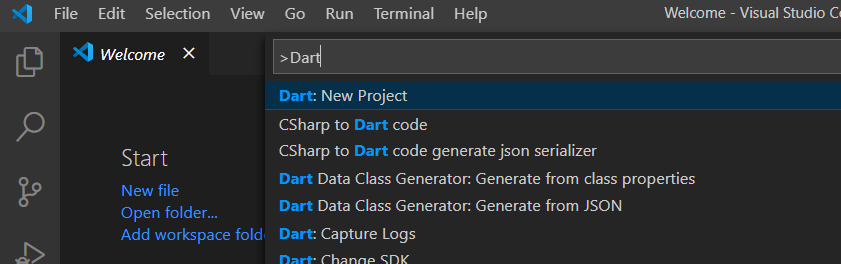 File Edit Selection View Go Run Terminal Help Welcome - Visual Studio Co
Welcome
>Dart
Dart: New Project
CSharp to Dart code
CSharp to Dart code generate json serializer
Dart Data Class Generator: Generate from class properties
Dart Data Class Generator: Generate from JSON
Dart: Capture Logs
Dart: Change SDK
Start
New file
Open folder...
Add workspace folde